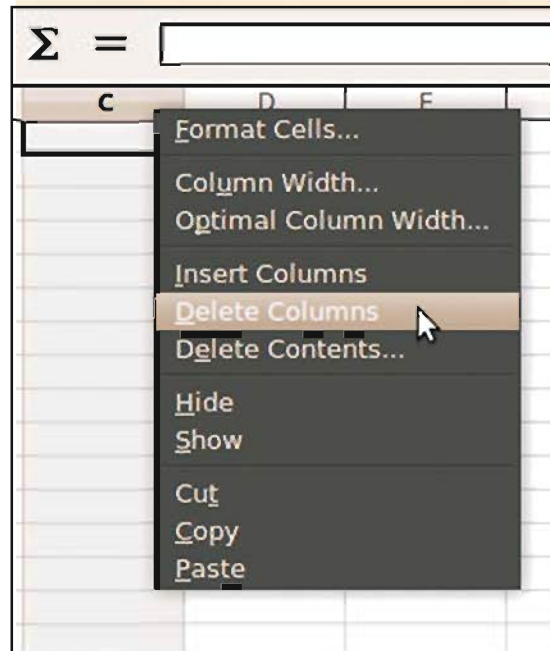 Σ =
C D E
Format Cells...
Column Width...
Optimal Column Width...
Insert Columns
Delete Columns
Delete Contents...
Hide
Show
Cut
Copy
Paste